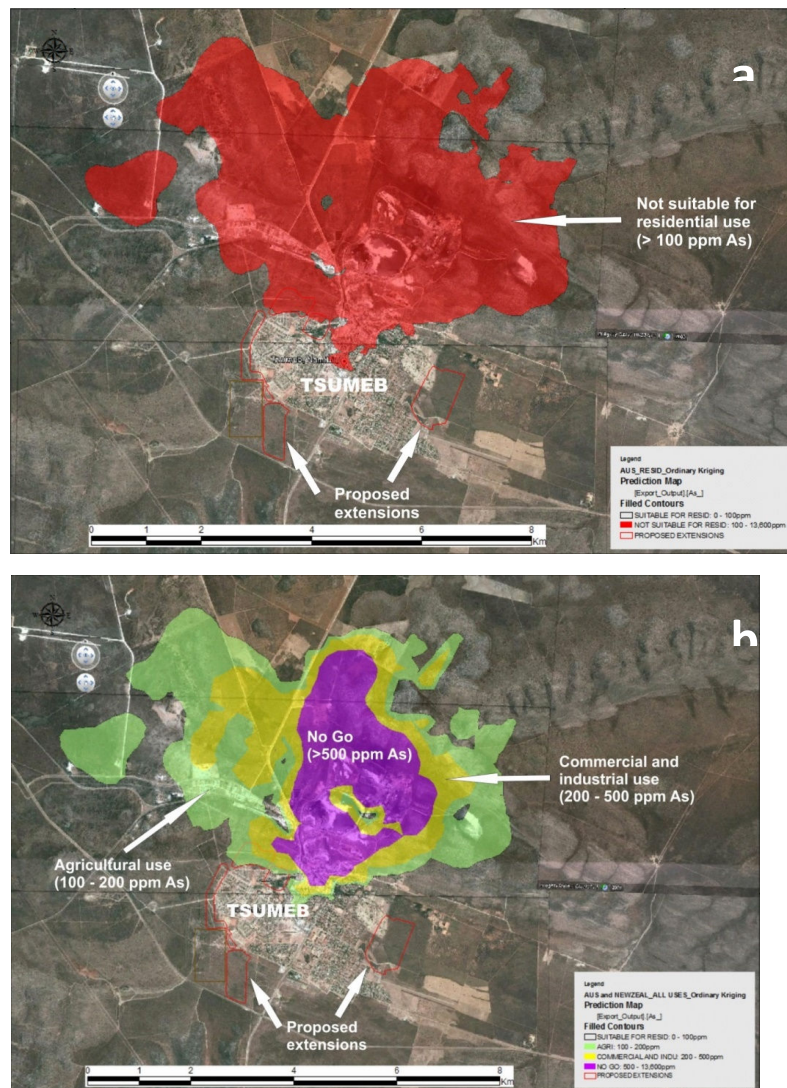 a
Not suitable for
residential use
(> 100 ppm As)
TSUMEB
Proposed
extensions
0 1 2 4 6 8
Km
Legend
AUS_RESID_Ordinary Kriging
Prediction Map
[Export_Output].[As_]
Filled Contours
SUITABLE FOR RESID: 0 - 100ppm
NOT SUITABLE FOR RESID: 100 - 13,600ppm
PROPOSED EXTENSIONS
b
No Go
(>500 ppm As)
Commercial and
industrial use
(200 - 500 ppm As)
Agricultural use
(100 - 200 ppm As)
TSUMEB
Proposed
extensions
0 1 2 4 6 8
Km
Legend
AUS and NEWZEAL_ALL USES_Ordinary Kriging
Prediction Map
[Export_Output].[As_]
Filled Contours
SUITABLE FOR RESID: 0 - 100ppm
AGRI: 100 - 200ppm
COMMERCIAL AND INDU: 200 - 500ppm
NO GO: 500 - 13,600ppm
PROPOSED EXTENSIONS